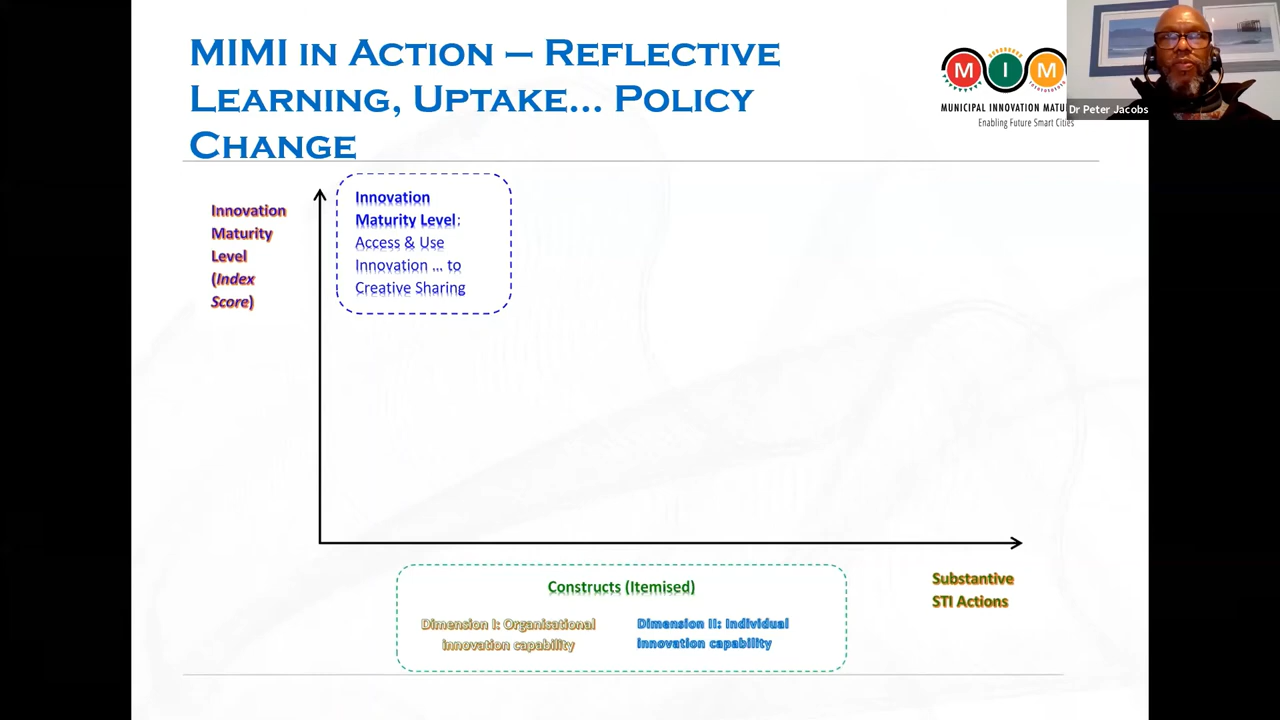 MIMI in Action – Reflective
Learning, Uptake... Policy
Change
M I M
MUNICIPAL INNOVATION MATU
Enabling Future Smart Cities
Dr Peter Jacobs
Innovation
Maturity
Level
(Index
Score)
Innovation
Maturity Level:
Access & Use
Innovation ... to
Creative Sharing
Constructs (Itemised)
Dimension I: Organisational
innovation capability
Dimension II: Individual
innovation capability
Substantive
STI Actions